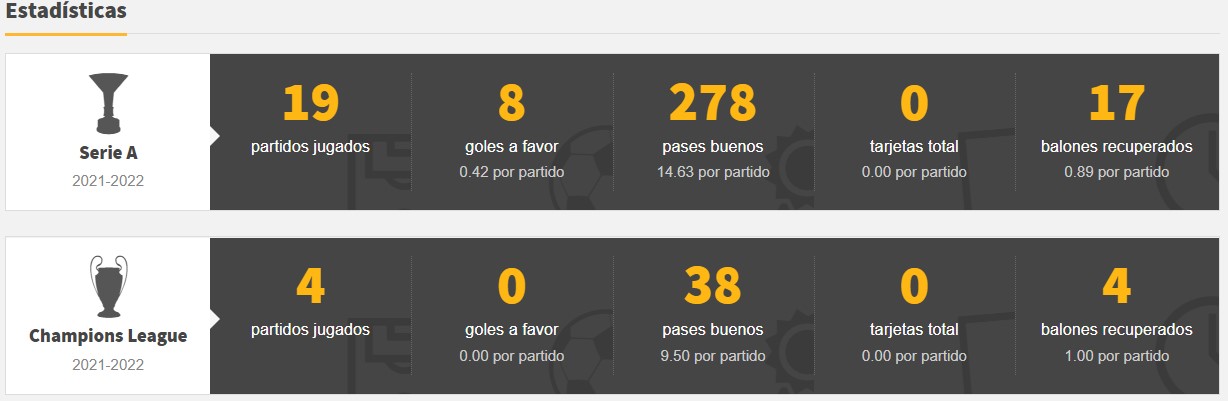 Estadísticas
19
partidos jugados
8
goles a favor
0.42 por partido
278
pases buenos
14.63 por partido
0
tarjetas total
0.00 por partido
17
balones recuperados
0.89 por partido
Serie A
2021-2022
4
partidos jugados
0
goles a favor
0.00 por partido
38
pases buenos
9.50 por partido
0
tarjetas total
0.00 por partido
4
balones recuperados
1.00 por partido
Champions League
2021-2022